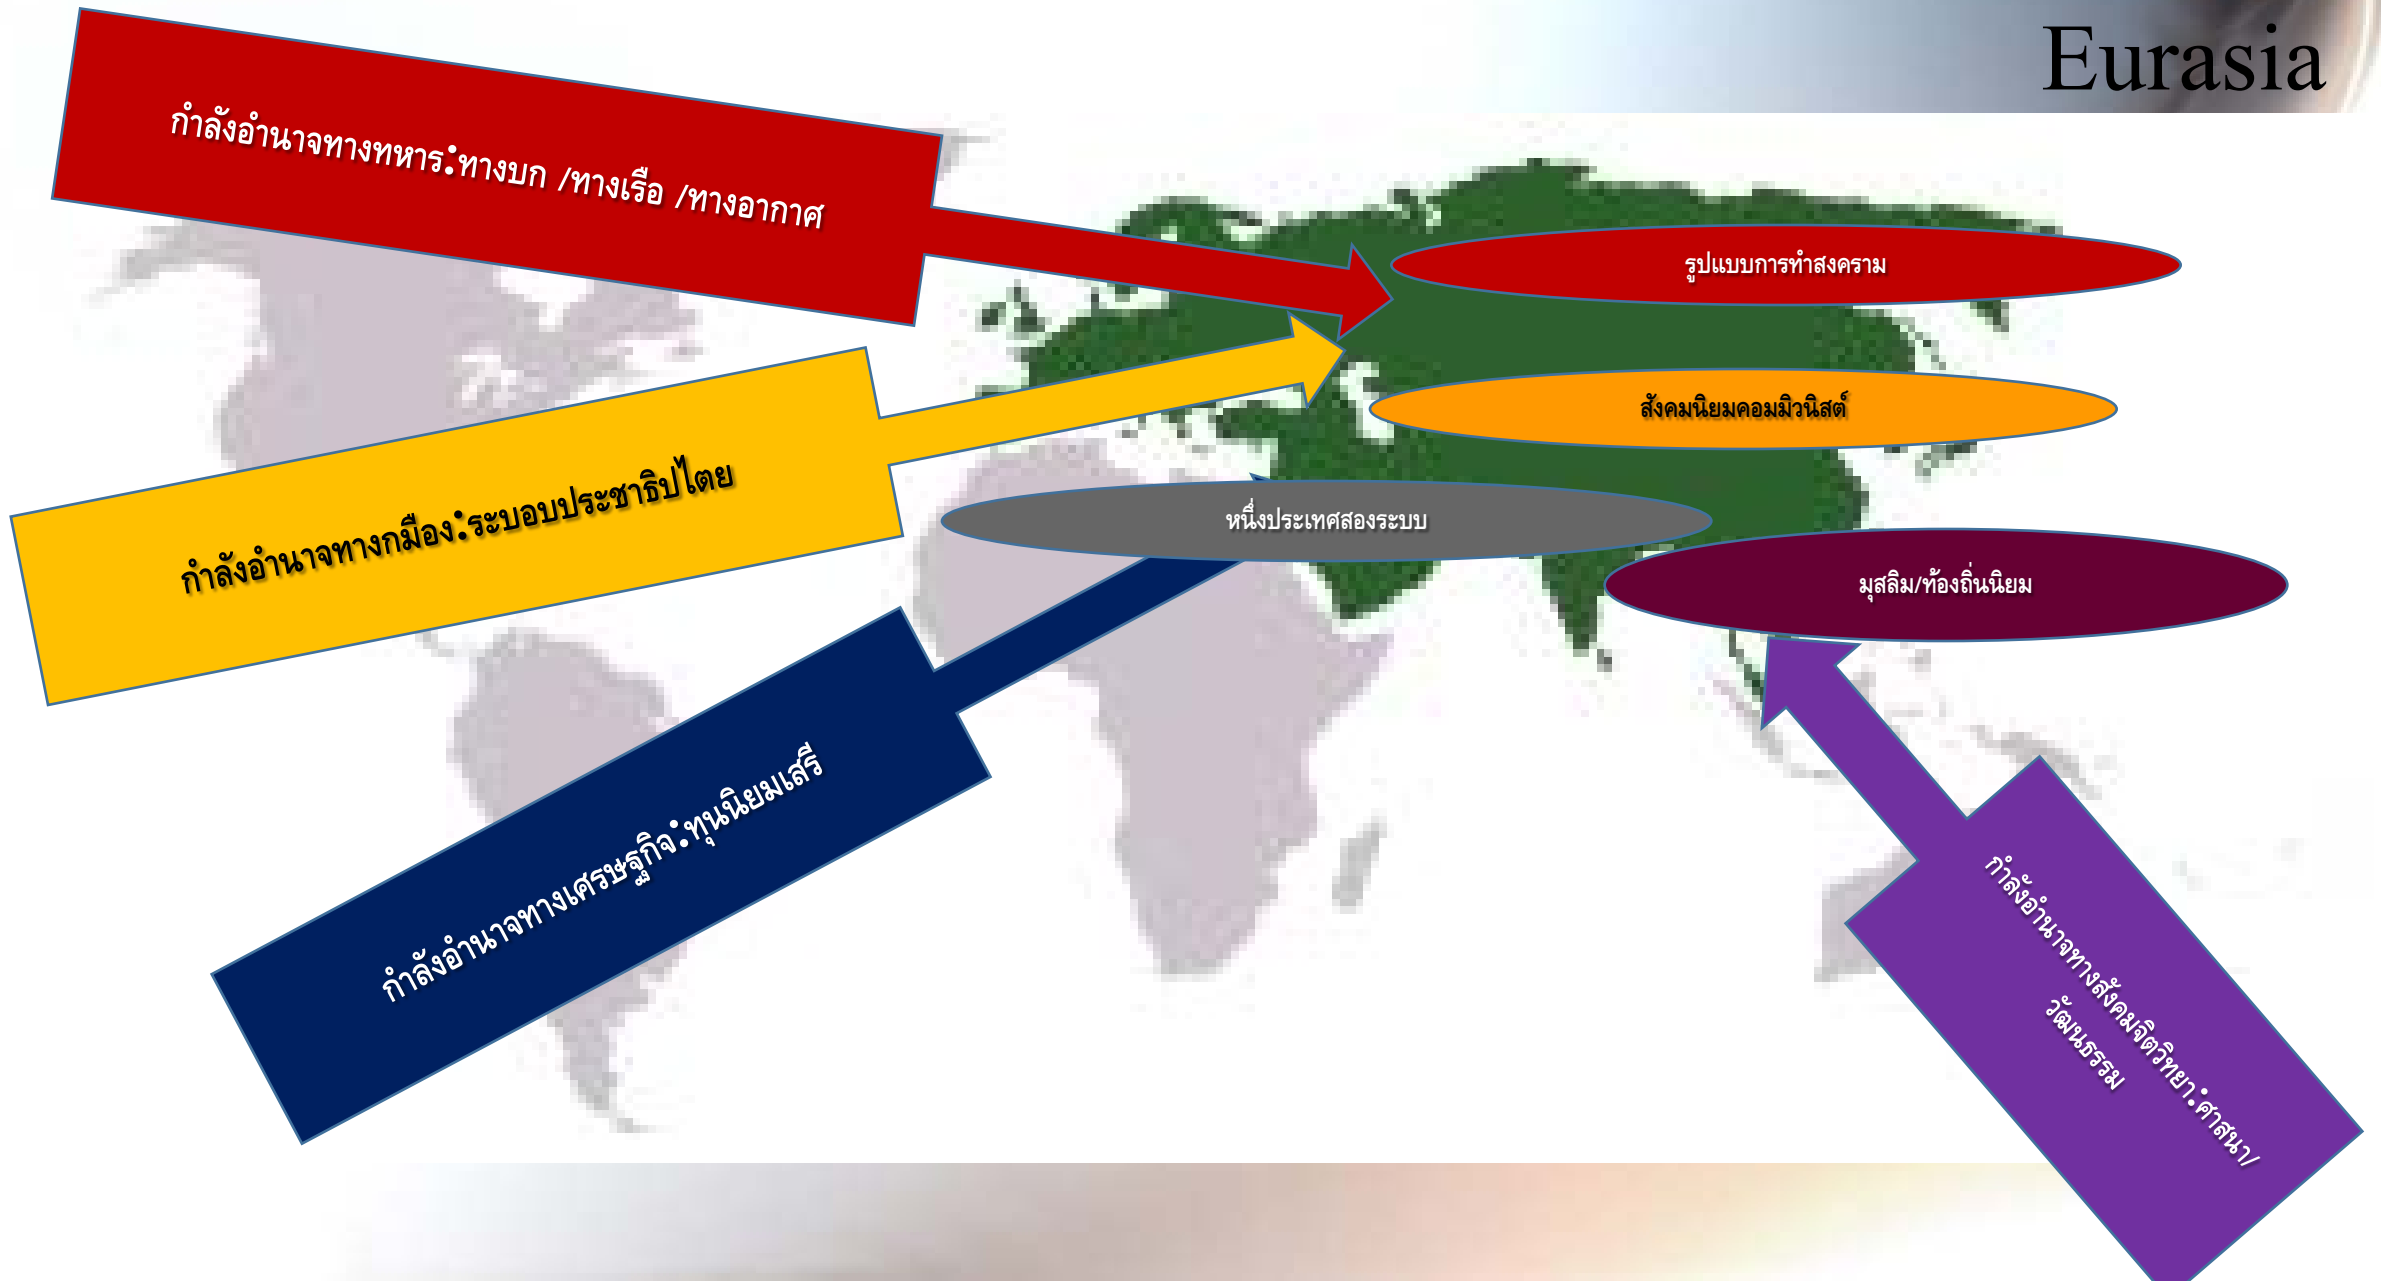 Eurasia
กำลังอำนาจทางทหาร:ทางบก /ทางเรือ /ทางอากาศ
รูปแบบการทำสงคราม
สังคมนิยมคอมมิวนิสต์
กำลังอำนาจทางกมือง:ระบอบประชาธิปไตย
หนึ่งประเทศสองระบบ
มุสลิม/ท้องถิ่นนิยม
กำลังอำนาจทางเศรษฐกิจ:ทุนนิยมเสรี
กำลังอำนาจทางสังคมจิตวิทยา:ศาสนา/
วัฒนธรรม